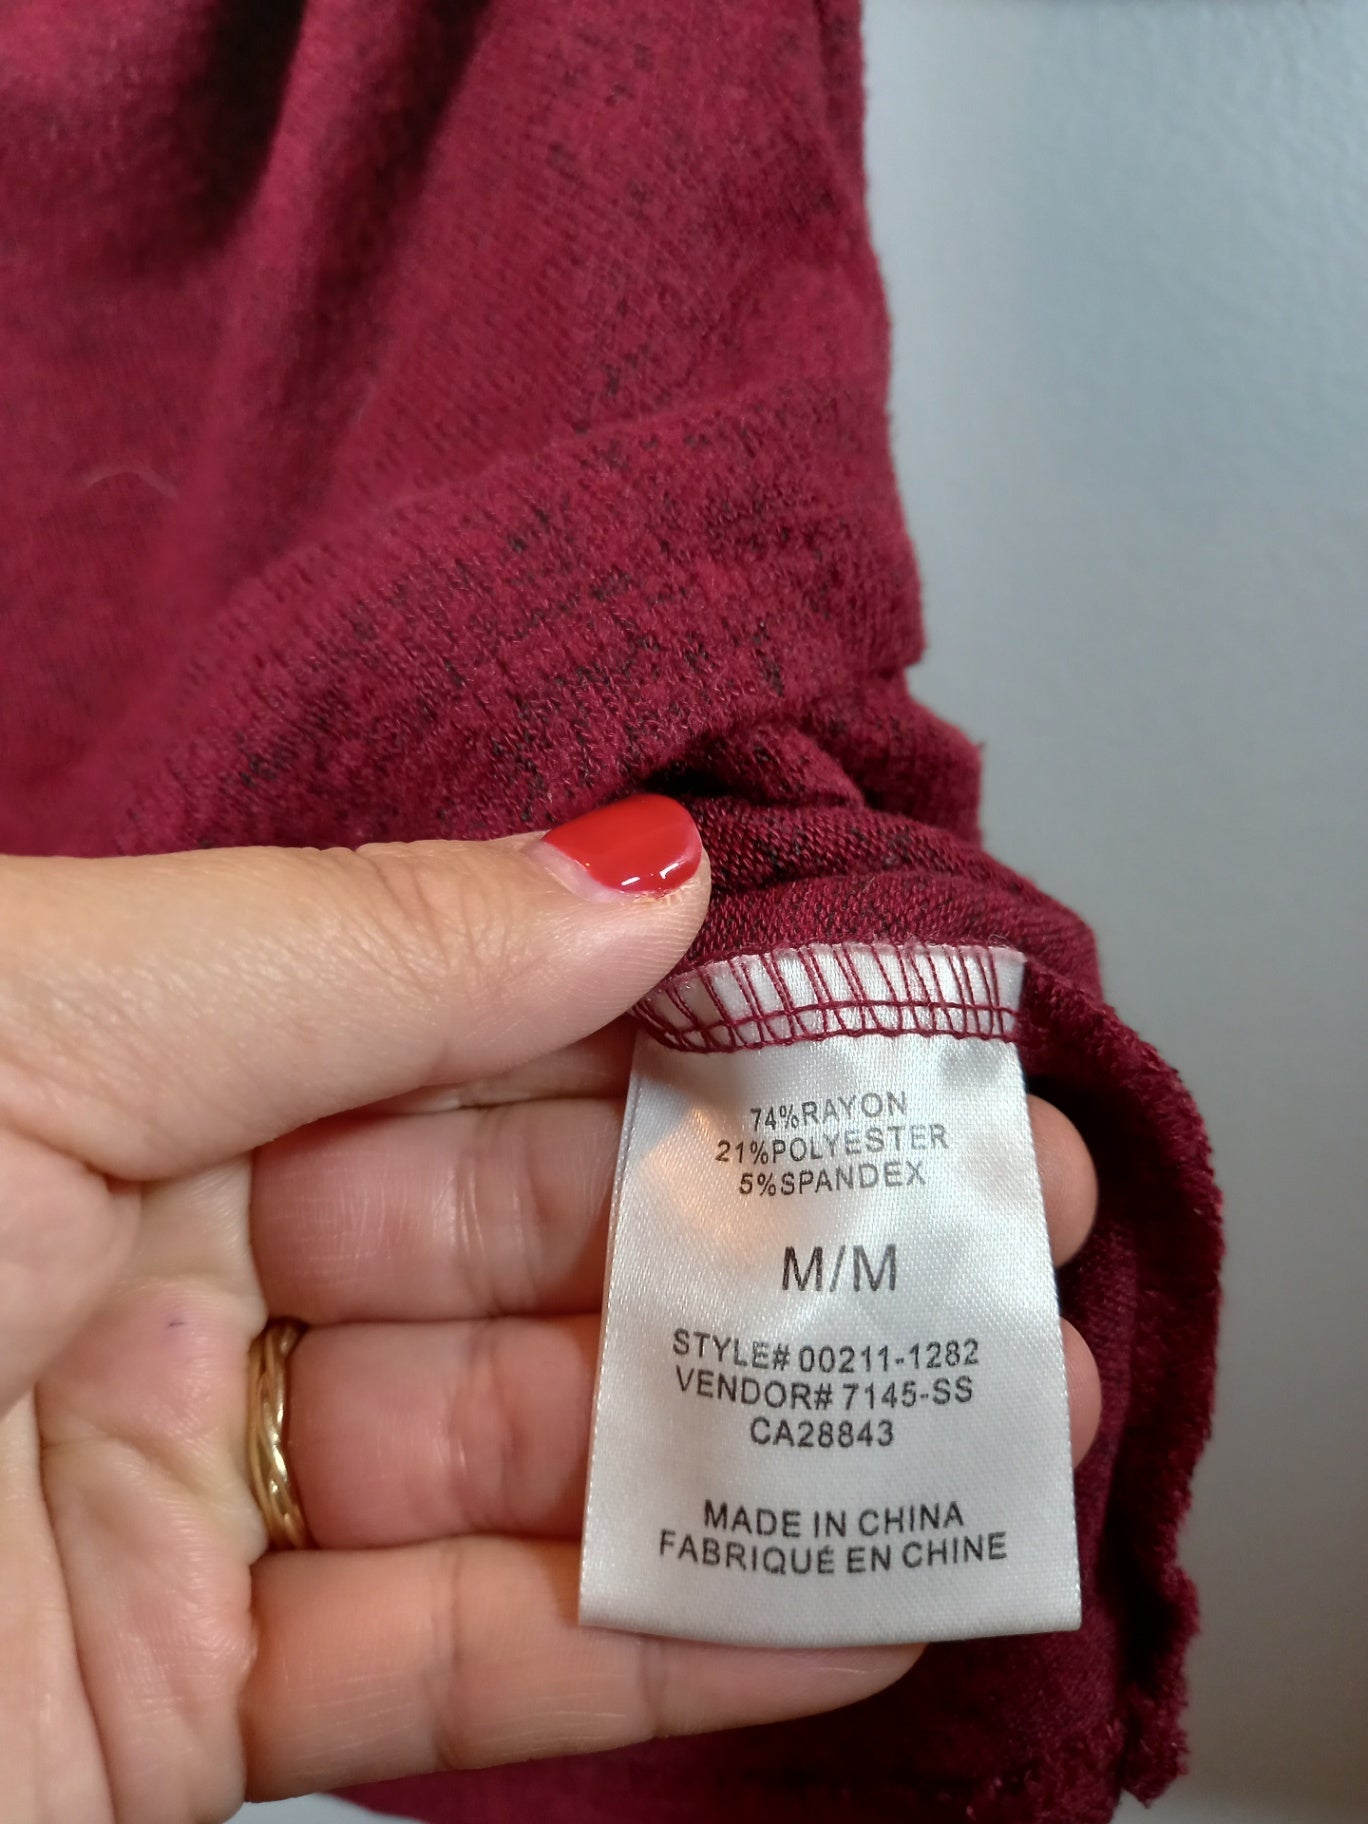 74%RAYON
21%POLYESTER
5%SPANDEX
M/M
STYLE# 00211-1282
VENDOR# 7145-SS
CA28843
MADE IN CHINA
FABRIQUÉ EN CHINE